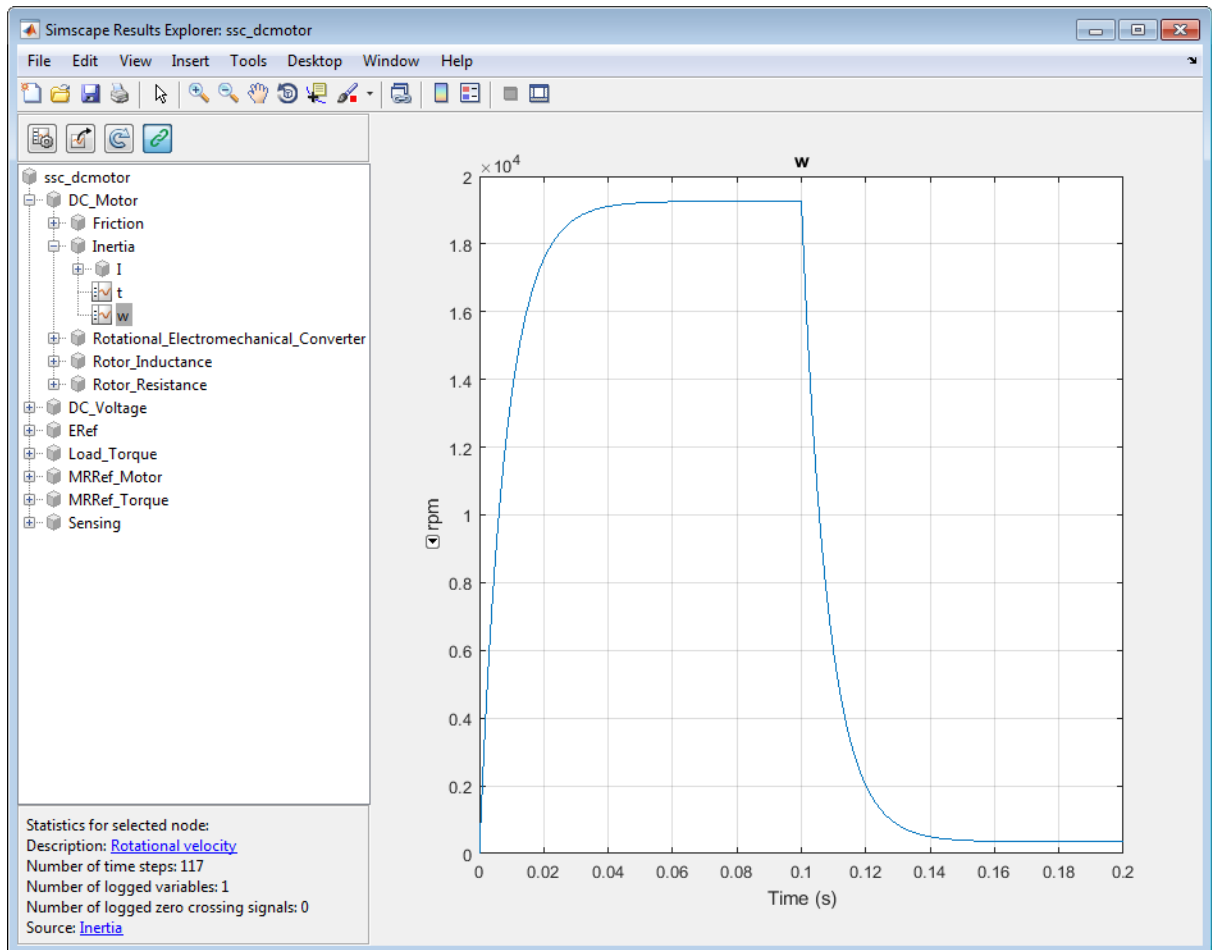 Simscape Results Explorer: ssc_dcmotor
File Edit View Insert Tools Desktop Window Help
ssc_dcmotor
DC_Motor
Friction
Inertia
I
t
w
Rotational_Electromechanical_Converter
Rotor_Inductance
Rotor_Resistance
DC_Voltage
ERef
Load_Torque
MRRef_Motor
MRRef_Torque
Sensing
Statistics for selected node:
Description: Rotational velocity
Number of time steps: 117
Number of logged variables: 1
Number of logged zero crossing signals: 0
Source: Inertia
w
×10^4
2
1.8
1.6
1.4
1.2
1
0.8
0.6
0.4
0.2
0
rpm
0 0.02 0.04 0.06 0.08 0.1 0.12 0.14 0.16 0.18 0.2
Time (s)